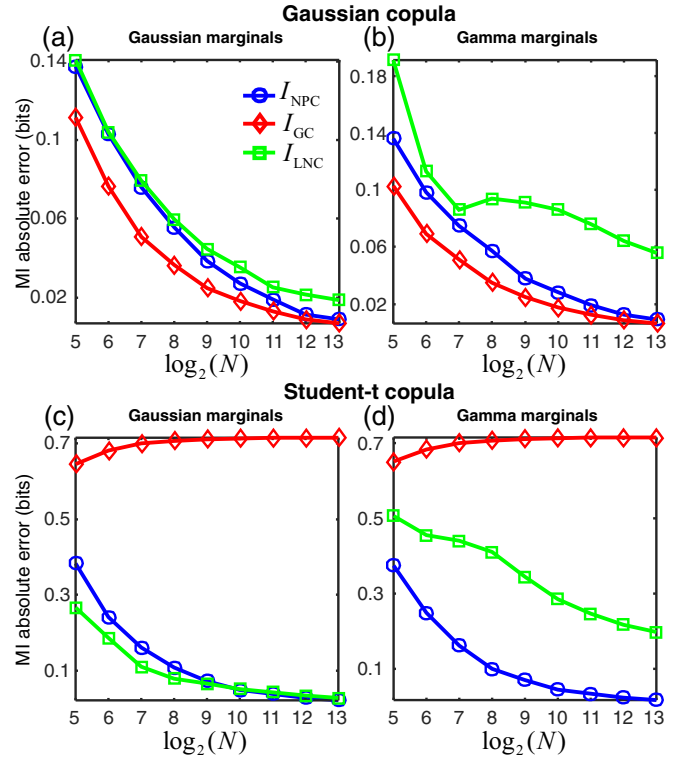 Gaussian copula
(a) Gaussian marginals
(b) Gamma marginals
MI absolute error (bits)
0.14
0.1
0.06
0.02
I_NPC
I_GC
I_LNC
5 6 7 8 9 10 11 12 13
log₂(N)
0.18
0.14
0.1
0.06
0.02
5 6 7 8 9 10 11 12 13
log₂(N)
Student-t copula
(c) Gaussian marginals
(d) Gamma marginals
MI absolute error (bits)
0.7
0.5
0.3
0.1
5 6 7 8 9 10 11 12 13
log₂(N)
0.7
0.5
0.3
0.1
5 6 7 8 9 10 11 12 13
log₂(N)